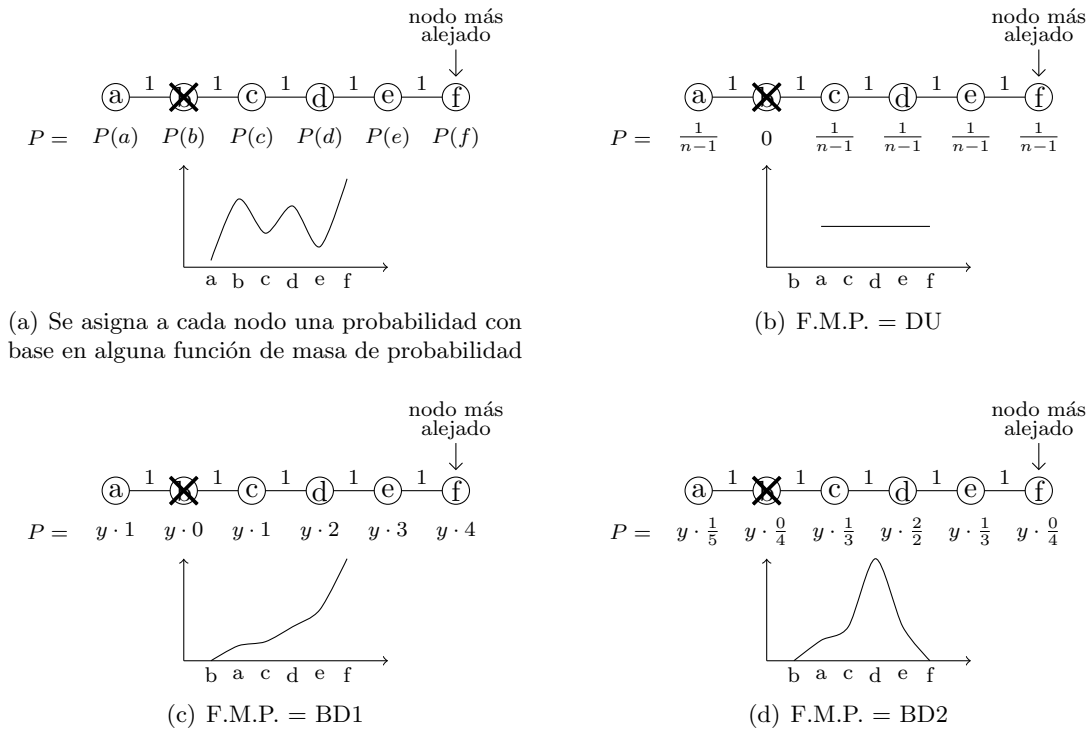 nodo más
alejado
1 1 1 1 1
a b c d e f
P = P(a) P(b) P(c) P(d) P(e) P(f)
a b c d e f
(a) Se asigna a cada nodo una probabilidad con
base en alguna función de masa de probabilidad
nodo más
alejado
1 1 1 1 1
a b c d e f
P = 1/(n−1) 0 1/(n−1) 1/(n−1) 1/(n−1) 1/(n−1)
b a c d e f
(b) F.M.P. = DU
nodo más
alejado
1 1 1 1 1
a b c d e f
P = y · 1 y · 0 y · 1 y · 2 y · 3 y · 4
b a c d e f
(c) F.M.P. = BD1
nodo más
alejado
1 1 1 1 1
a b c d e f
P = y · 1/5 y · 0/4 y · 1/3 y · 2/2 y · 1/3 y · 0/4
b a c d e f
(d) F.M.P. = BD2